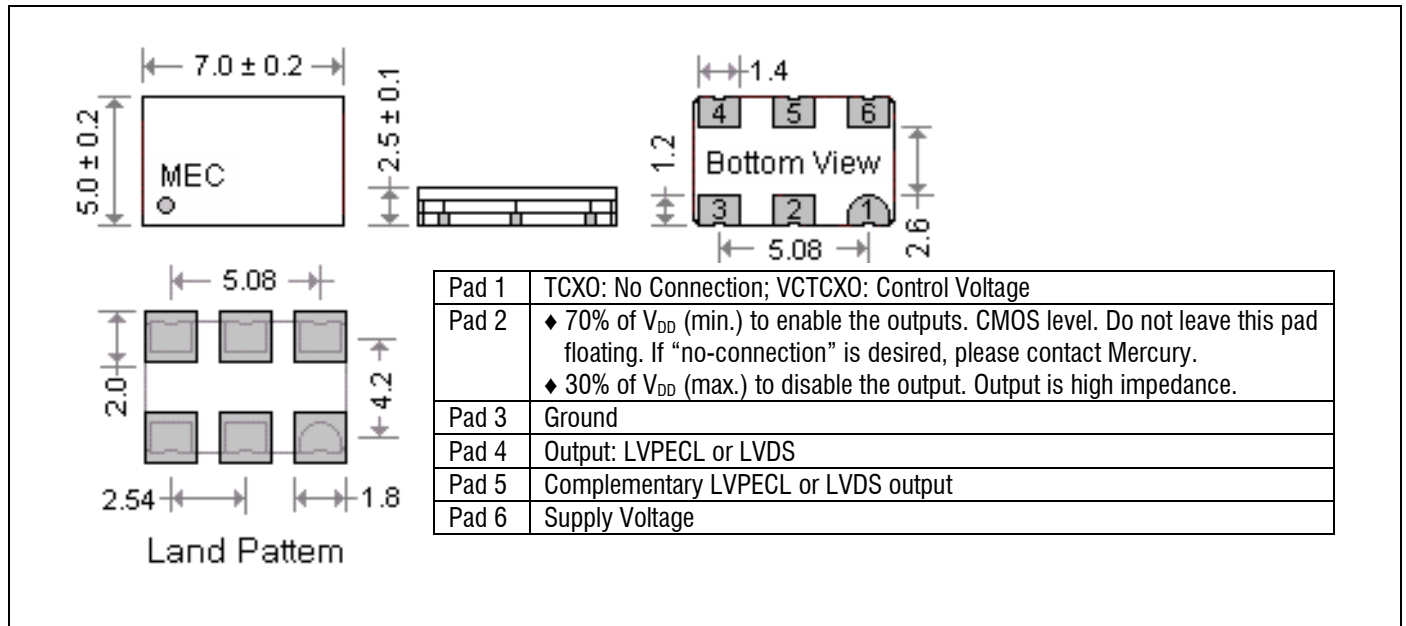 7.0 ± 0.2
5.0 ± 0.2
MEC
2.5 ± 0.1
1.4
4 5 6
1.2
Bottom View
3 2 1
5.08
2.6
5.08
2.0
4.2
2.54
1.8
Land Pattem
Pad 1 TCXO: No Connection; VCTCXO: Control Voltage
Pad 2 ♦ 70% of VDD (min.) to enable the outputs. CMOS level. Do not leave this pad
floating. If “no-connection” is desired, please contact Mercury.
♦ 30% of VDD (max.) to disable the output. Output is high impedance.
Pad 3 Ground
Pad 4 Output: LVPECL or LVDS
Pad 5 Complementary LVPECL or LVDS output
Pad 6 Supply Voltage